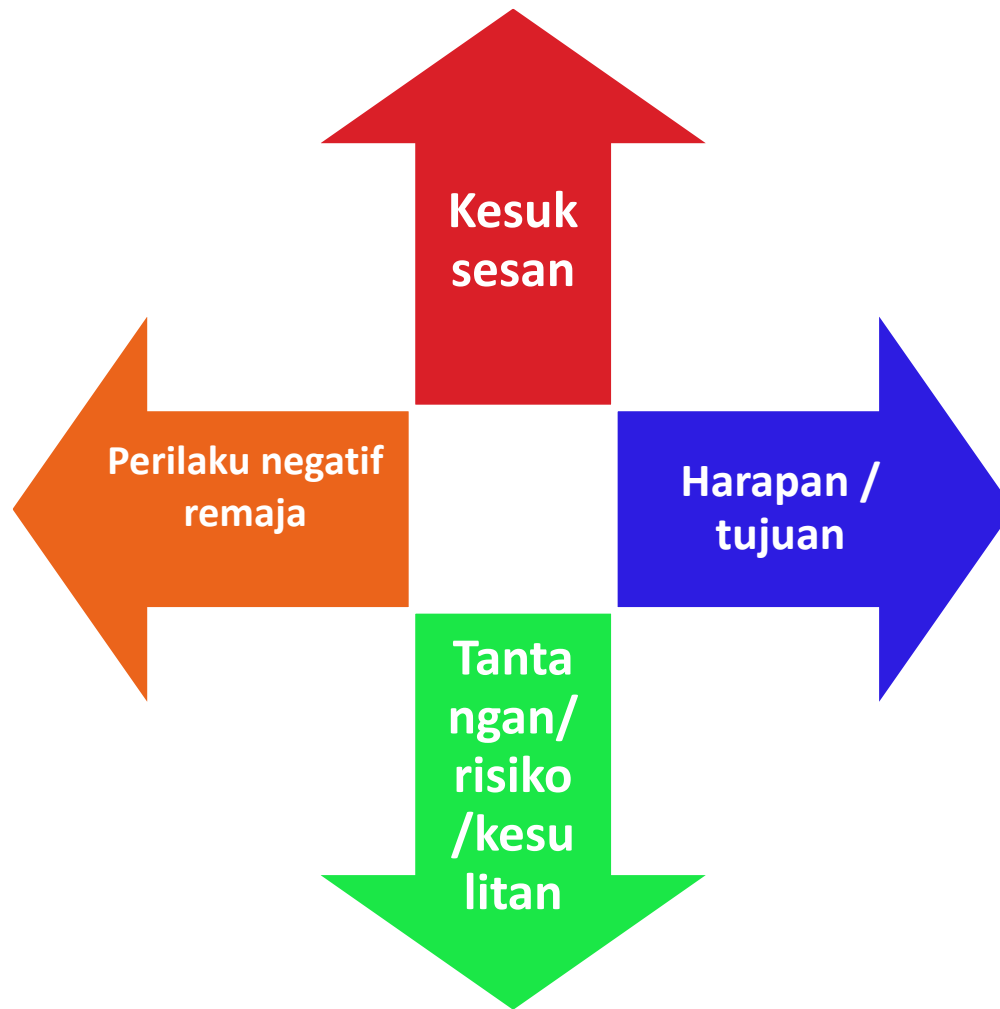 Kesuk
sesan
Perilaku negatif
remaja
Harapan /
tujuan
Tanta
ngan/
risiko
/kesu
litan